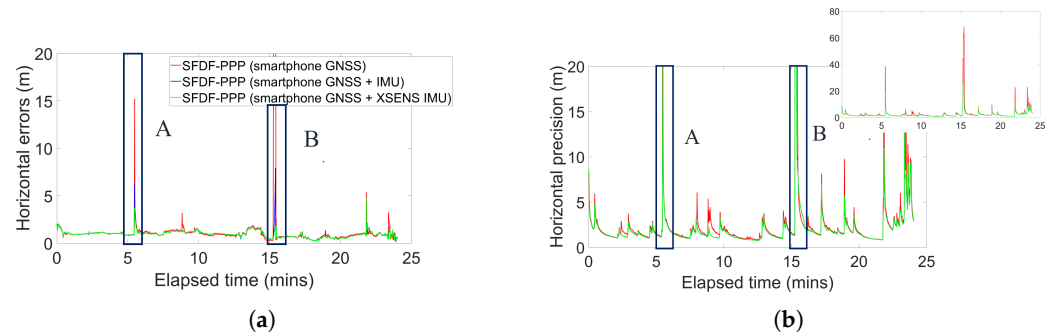 20
15
10
5
0
Horizontal errors (m)
SFDF-PPP (smartphone GNSS)
SFDF-PPP (smartphone GNSS + IMU)
SFDF-PPP (smartphone GNSS + XSENS IMU)
A
B
0 5 10 15 20 25
Elapsed time (mins)
(a)
80
60
40
20
0
0 5 10 15 20 25
20
15
10
5
0
Horizontal precision (m)
A
B
0 5 10 15 20 25
Elapsed time (mins)
(b)